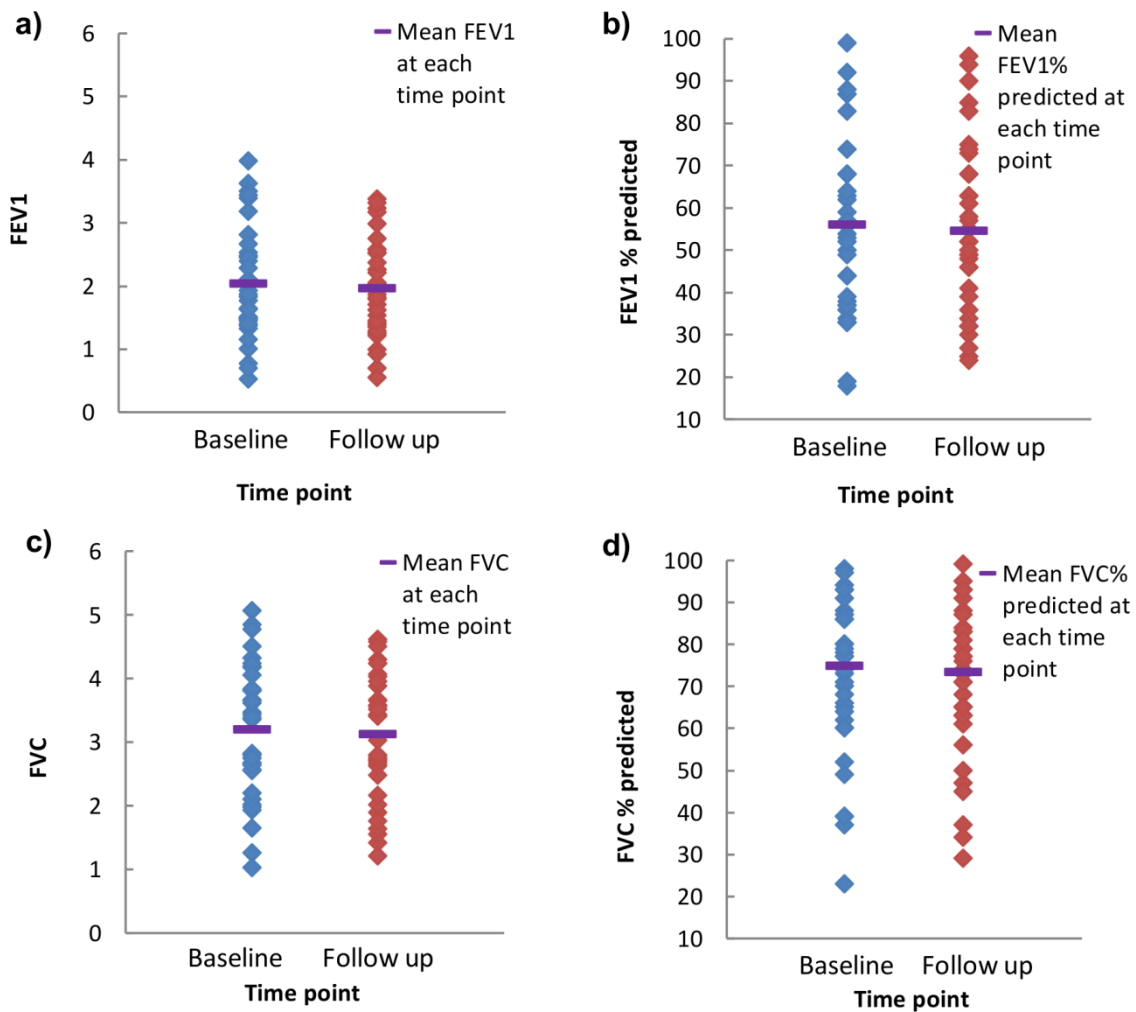 a)
Mean FEV1
at each
time point
6
5
4
3
2
1
0
FEV1
Baseline
Follow up
Time point
b)
Mean
FEV1%
predicted at
each time
point
100
90
80
70
60
50
40
30
20
10
FEV1 % predicted
Baseline
Follow up
Time point
c)
Mean FVC
at each
time point
6
5
4
3
2
1
0
FVC
Baseline
Follow up
Time point
d)
Mean FVC%
predicted at
each time
point
100
90
80
70
60
50
40
30
20
10
FVC % predicted
Baseline
Follow up
Time point